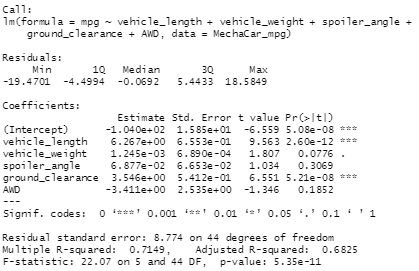 Call:
lm(formula = mpg ~ vehicle_length + vehicle_weight + spoiler_angle +
    ground_clearance + AWD, data = MechaCar_mpg)
Residuals:
     Min       1Q   Median       3Q      Max
-19.4701  -4.4994  -0.0692   5.4433  18.5849
Coefficients:
                   Estimate Std. Error t value Pr(>|t|)
(Intercept)      -1.040e+02  1.585e+01  -6.559 5.08e-08 ***
vehicle_length    6.267e+00  6.553e-01   9.563 2.60e-12 ***
vehicle_weight    1.245e-03  6.890e-04   1.807   0.0776 .
spoiler_angle     6.877e-02  6.653e-02   1.034   0.3069
ground_clearance  3.546e+00  5.412e-01   6.551 5.21e-08 ***
AWD              -3.411e+00  2.535e+00  -1.346   0.1852
---
Signif. codes:  0 ‘***’ 0.001 ‘**’ 0.01 ‘*’ 0.05 ‘.’ 0.1 ‘ ’ 1
Residual standard error: 8.774 on 44 degrees of freedom
Multiple R-squared:  0.7149,    Adjusted R-squared:  0.6825
F-statistic: 22.07 on 5 and 44 DF,  p-value: 5.35e-11